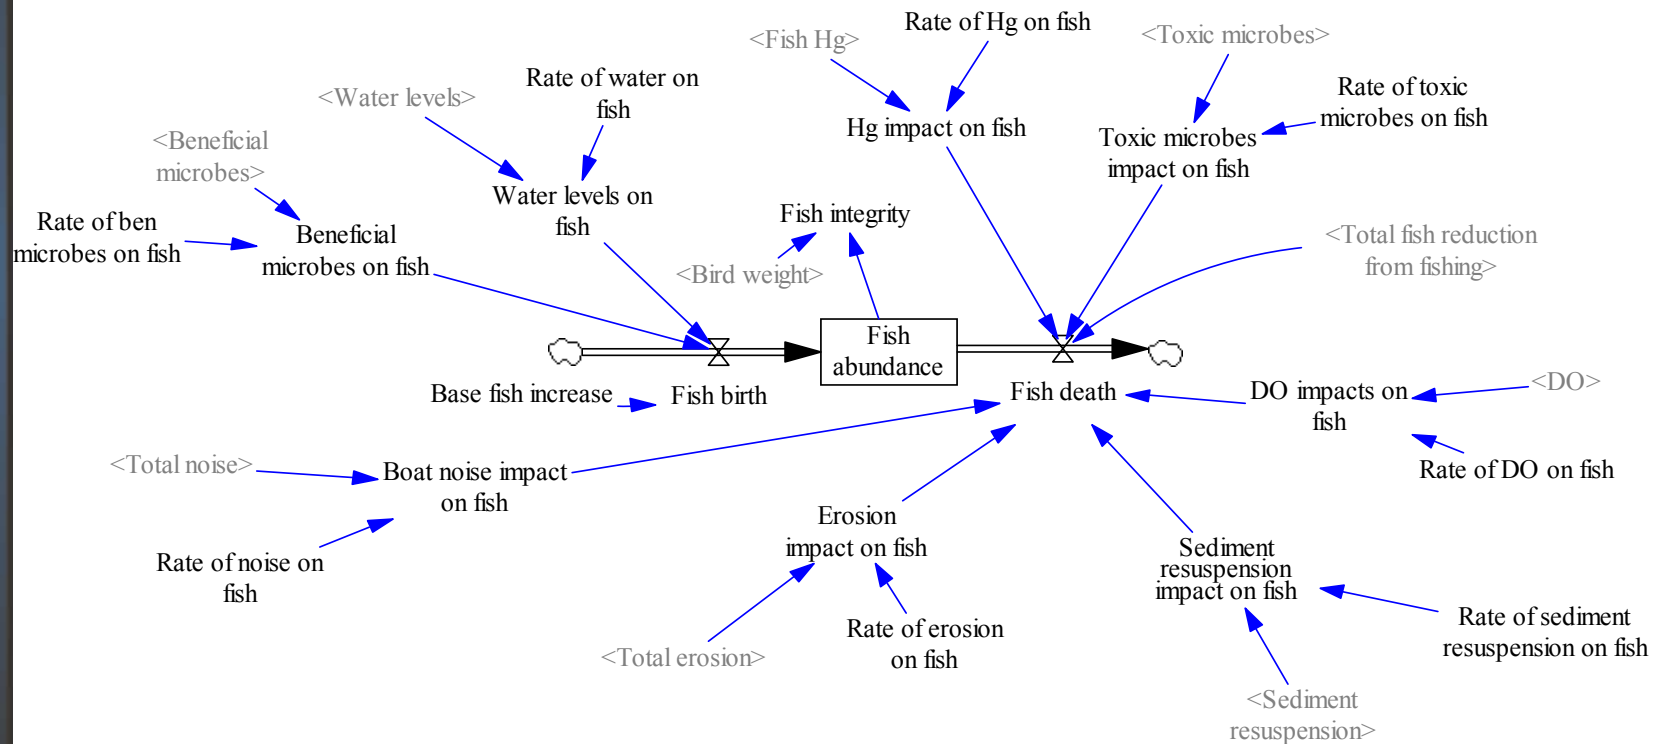 <Fish Hg>
Rate of Hg on fish
<Toxic microbes>
<Water levels>
Rate of water on
fish
Rate of toxic
microbes on fish
<Beneficial
microbes>
Hg impact on fish
Toxic microbes
impact on fish
Water levels on
fish
Rate of ben
microbes on fish
Beneficial
microbes on fish
Fish integrity
<Bird weight>
<Total fish reduction
from fishing>
Fish
abundance
Base fish increase
Fish birth
Fish death
DO impacts on
fish
<DO>
Rate of DO on fish
<Total noise>
Boat noise impact
on fish
Rate of noise on
fish
Erosion
impact on fish
Sediment
resuspension
impact on fish
<Total erosion>
Rate of erosion
on fish
Rate of sediment
resuspension on fish
<Sediment
resuspension>